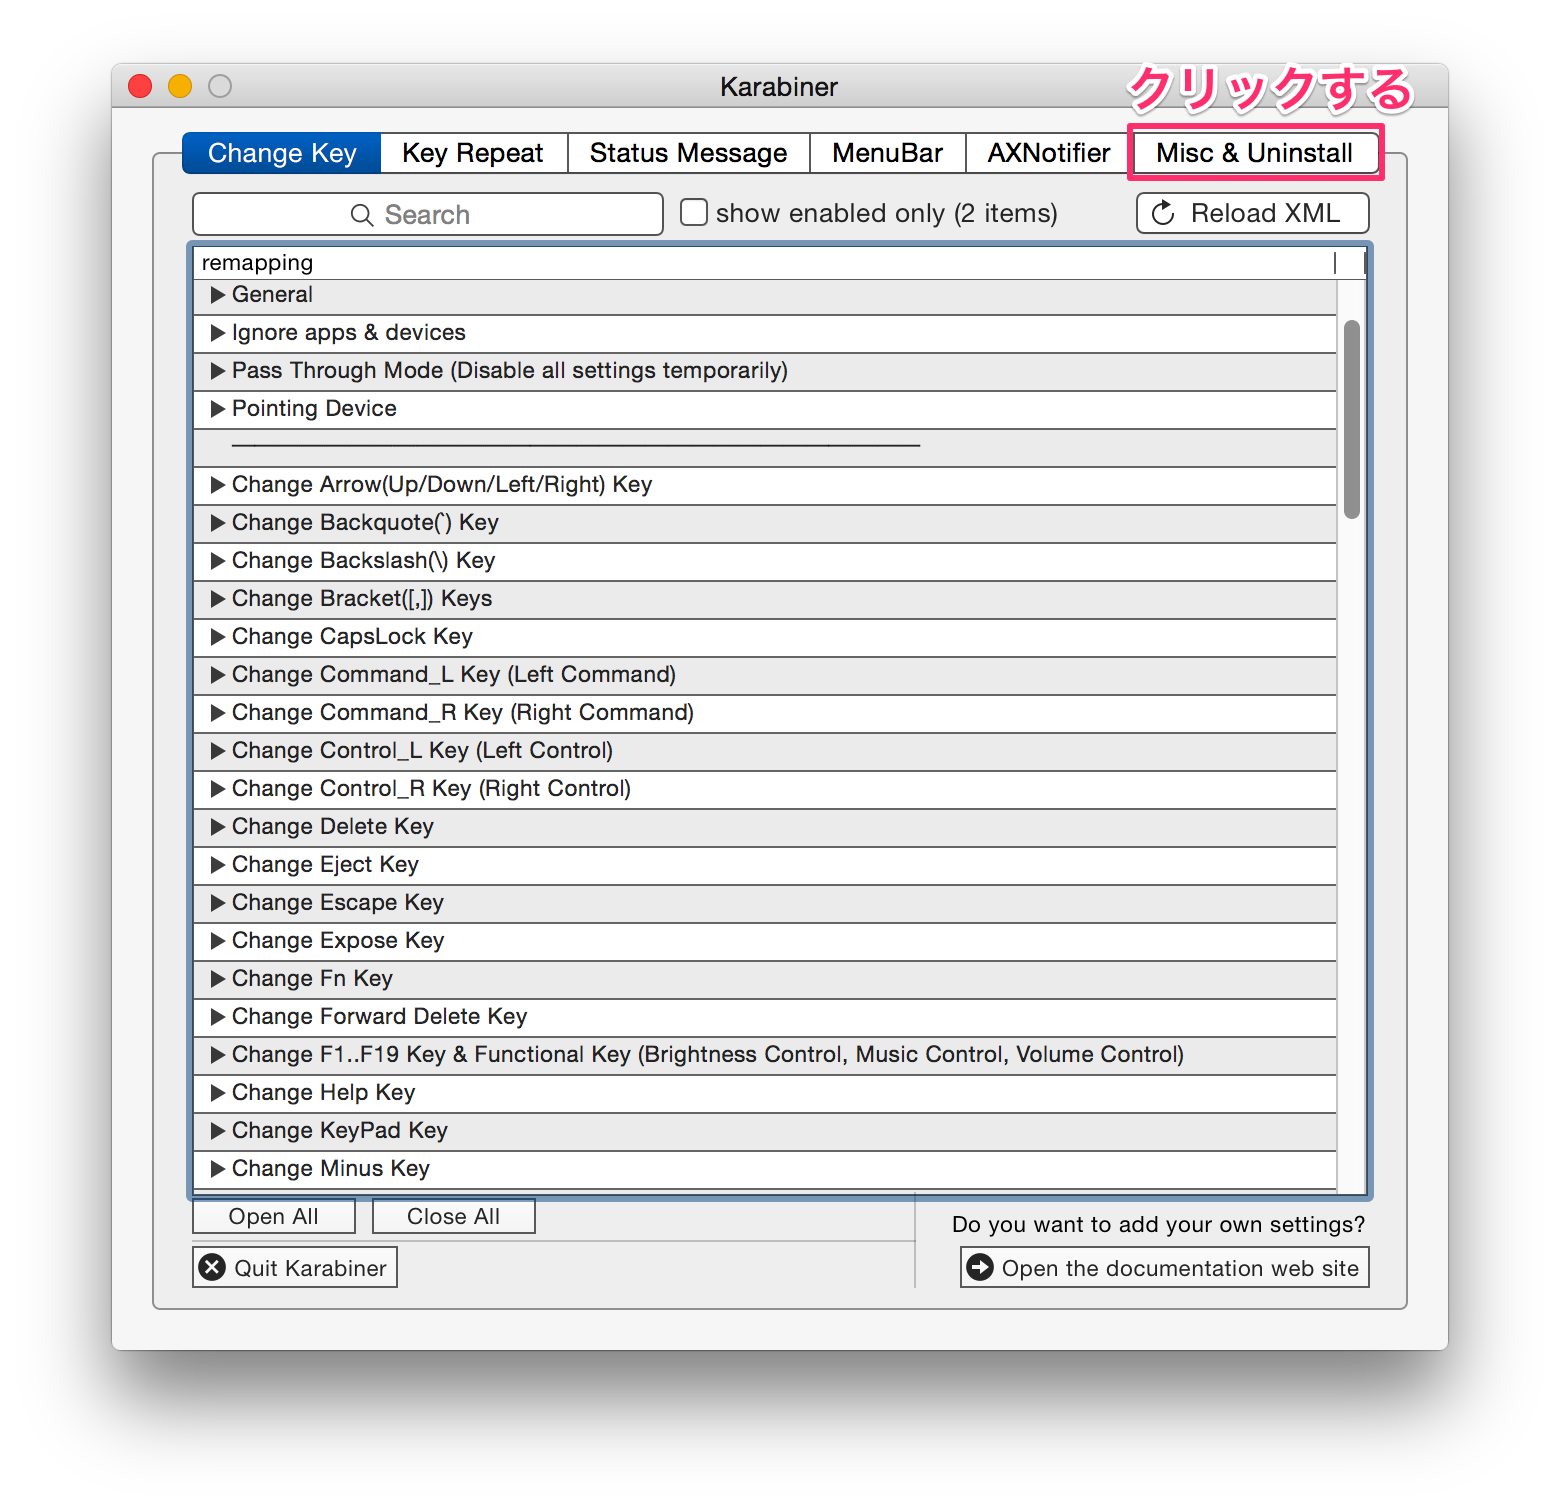 Karabiner
クリックする
Change Key
Key Repeat
Status Message
MenuBar
AXNotifier
Misc & Uninstall
Search
show enabled only (2 items)
Reload XML
remapping
General
Ignore apps & devices
Pass Through Mode (Disable all settings temporarily)
Pointing Device
Change Arrow(Up/Down/Left/Right) Key
Change Backquote(`) Key
Change Backslash(\) Key
Change Bracket([,]) Keys
Change CapsLock Key
Change Command_L Key (Left Command)
Change Command_R Key (Right Command)
Change Control_L Key (Left Control)
Change Control_R Key (Right Control)
Change Delete Key
Change Eject Key
Change Escape Key
Change Expose Key
Change Fn Key
Change Forward Delete Key
Change F1..F19 Key & Functional Key (Brightness Control, Music Control, Volume Control)
Change Help Key
Change KeyPad Key
Change Minus Key
Open All
Close All
Do you want to add your own settings?
Quit Karabiner
Open the documentation web site